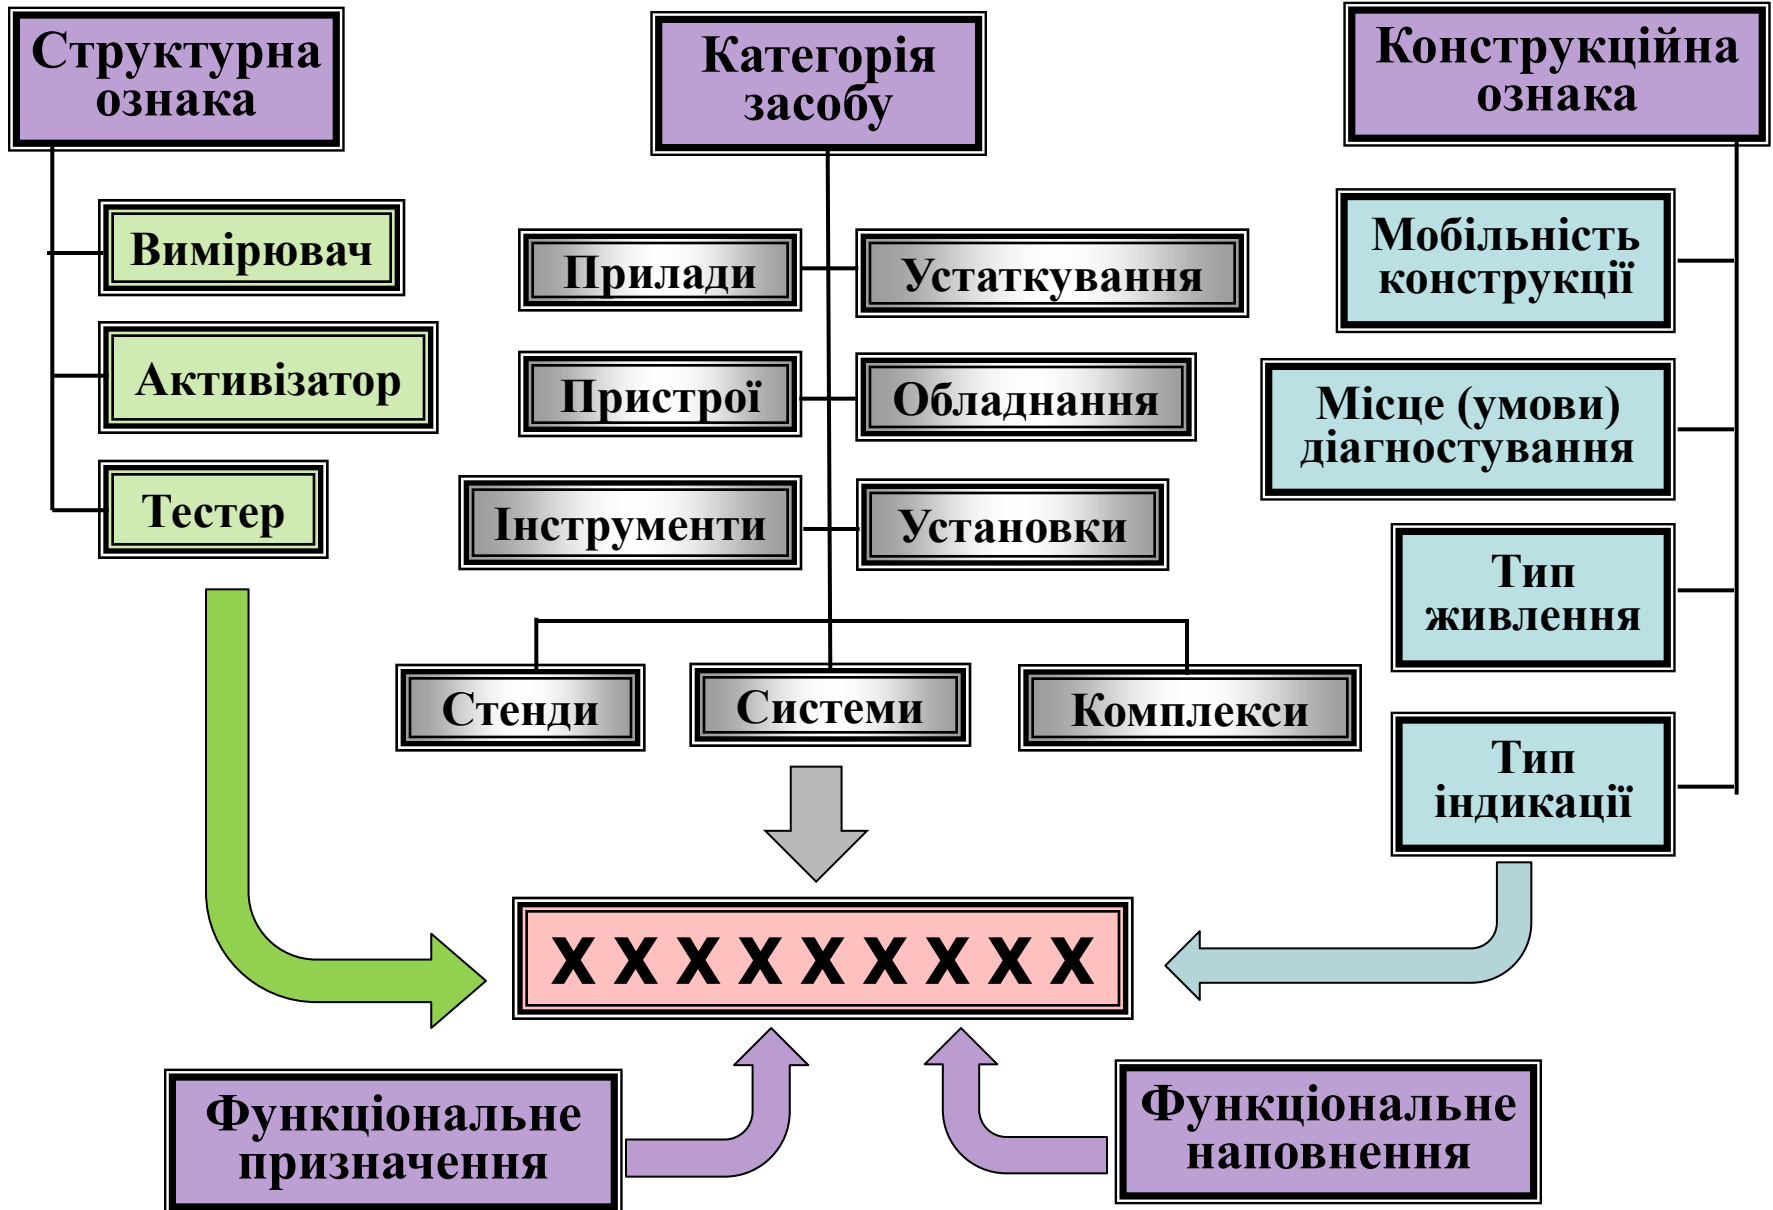 Структурна
ознака
Категорія
засобу
Конструкційна
ознака
Вимірювач
Активізатор
Тестер
Прилади
Устаткування
Пристрої
Обладнання
Інструменти
Установки
Стенди
Системи
Комплекси
Мобільність
конструкції
Місце (умови)
діагностування
Тип
живлення
Тип
індикації
X X X X X X X X X
Функціональне
призначення
Функціональне
наповнення